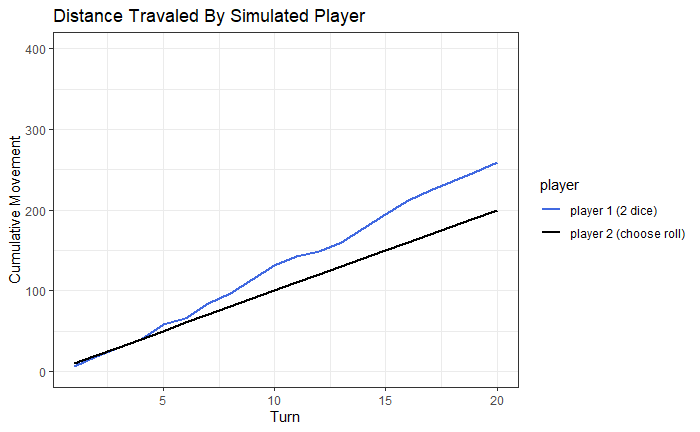 Distance Travaled By Simulated Player
Cumulative Movement
400
300
200
100
0
5 10 15 20
Turn
player
player 1 (2 dice)
player 2 (choose roll)